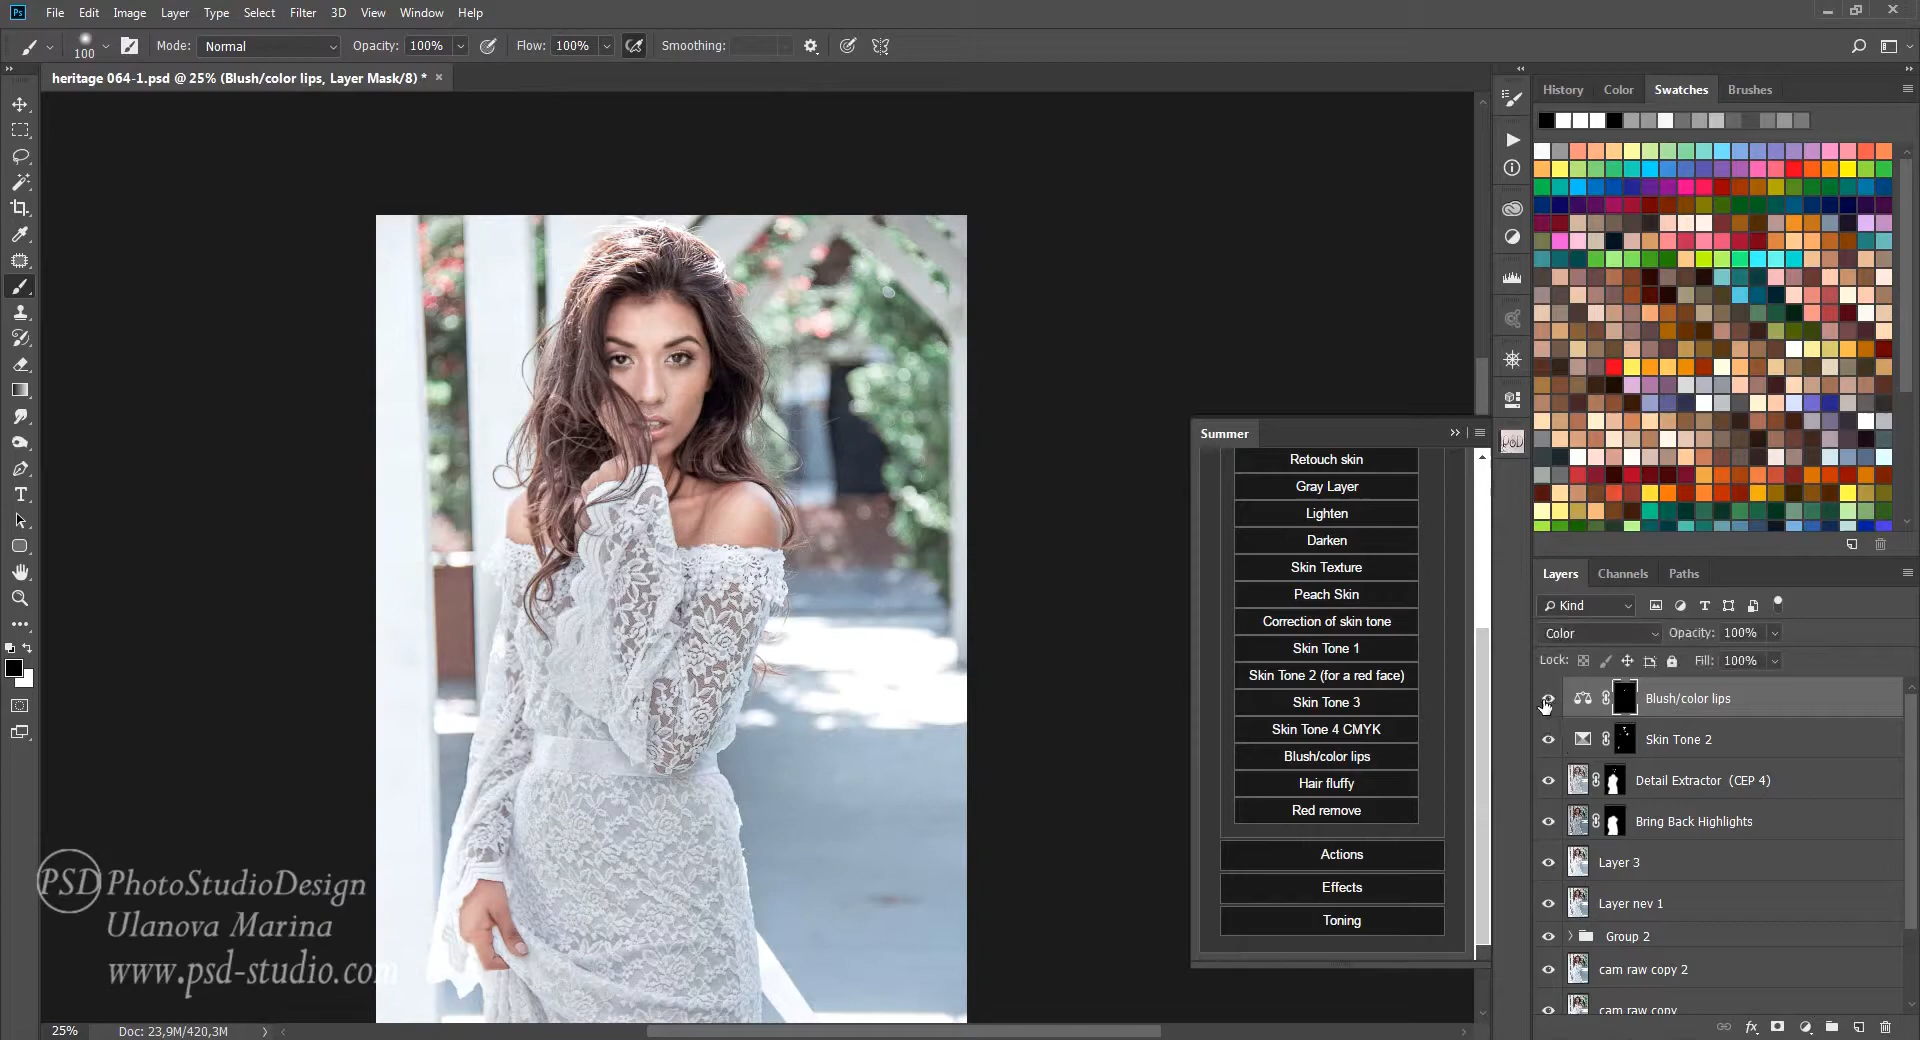 Ps File Edit Image Layer Type Select Filter 3D View Window Help
100 Mode: Normal Opacity: 100% Flow: 100% Smoothing:
heritage 064-1.psd @ 25% (Blush/color lips, Layer Mask/8) * ×
History Color Swatches Brushes
Summer
Retouch skin
Gray Layer
Lighten
Darken
Skin Texture
Peach Skin
Correction of skin tone
Skin Tone 1
Skin Tone 2 (for a red face)
Skin Tone 3
Skin Tone 4 CMYK
Blush/color lips
Hair fluffy
Red remove
Actions
Effects
Toning
PSD
Layers Channels Paths
Kind
Color Opacity: 100%
Lock: Fill: 100%
Blush/color lips
Skin Tone 2
Detail Extractor (CEP 4)
Bring Back Highlights
Layer 3
Layer nev 1
Group 2
cam raw copy 2
cam raw copy
PSD PhotoStudioDesign
Ulanova Marina
www.psd-studio.com
25% Doc: 23,9M/420,3M